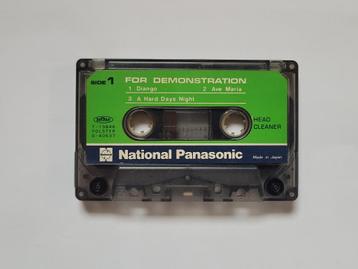 SIDE 1
FOR DEMONSTRATION
1 Diango
2 Ave Maria
3 A Hard Days Night
HEAD
CLEANER
National Panasonic
Made in Japan